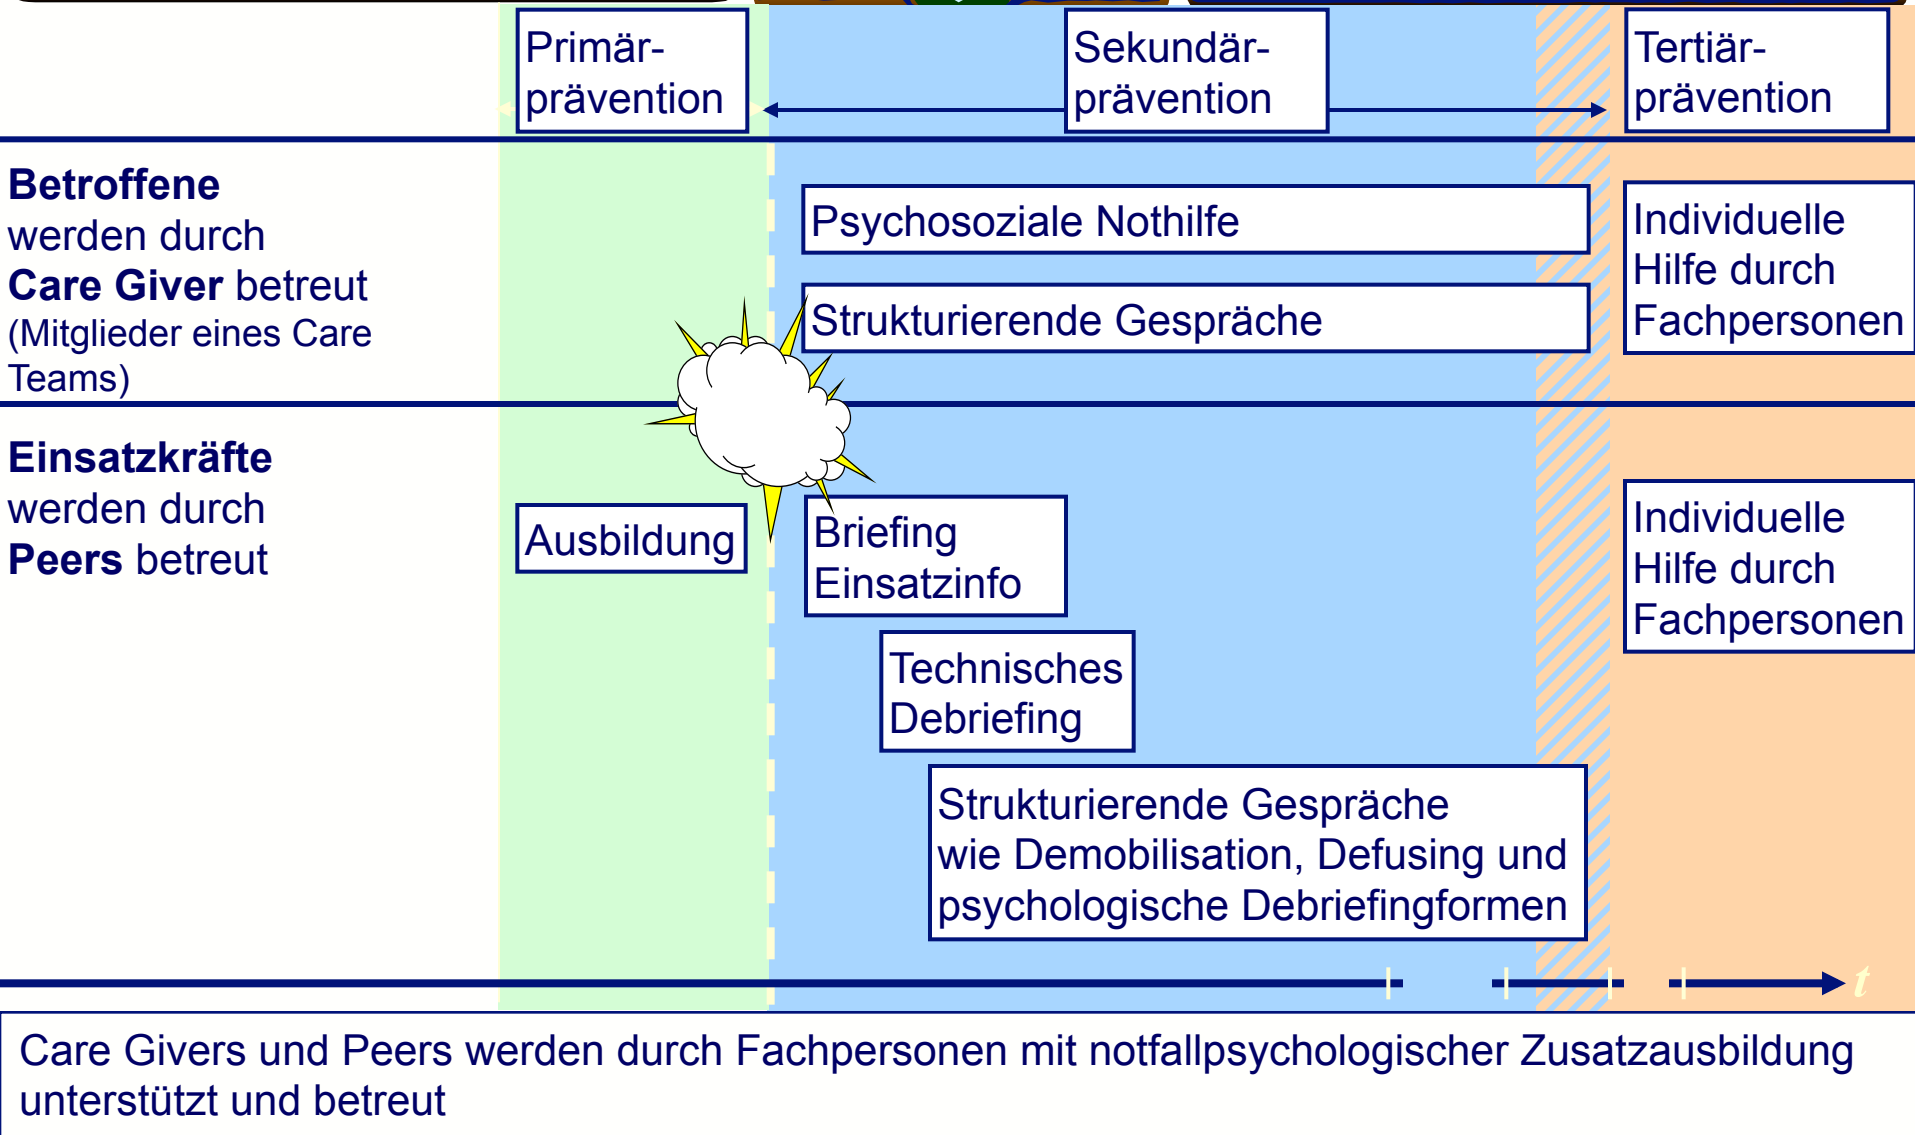 Primär-
prävention
Sekundär-
prävention
Tertiär-
prävention
Betroffene
werden durch
Care Giver betreut
(Mitglieder eines Care
Teams)
Psychosoziale Nothilfe
Strukturierende Gespräche
Individuelle
Hilfe durch
Fachpersonen
Einsatzkräfte
werden durch
Peers betreut
Ausbildung
Briefing
Einsatzinfo
Technisches
Debriefing
Strukturierende Gespräche
wie Demobilisation, Defusing und
psychologische Debriefingformen
Individuelle
Hilfe durch
Fachpersonen
t
Care Givers und Peers werden durch Fachpersonen mit notfallpsychologischer Zusatzausbildung
unterstützt und betreut